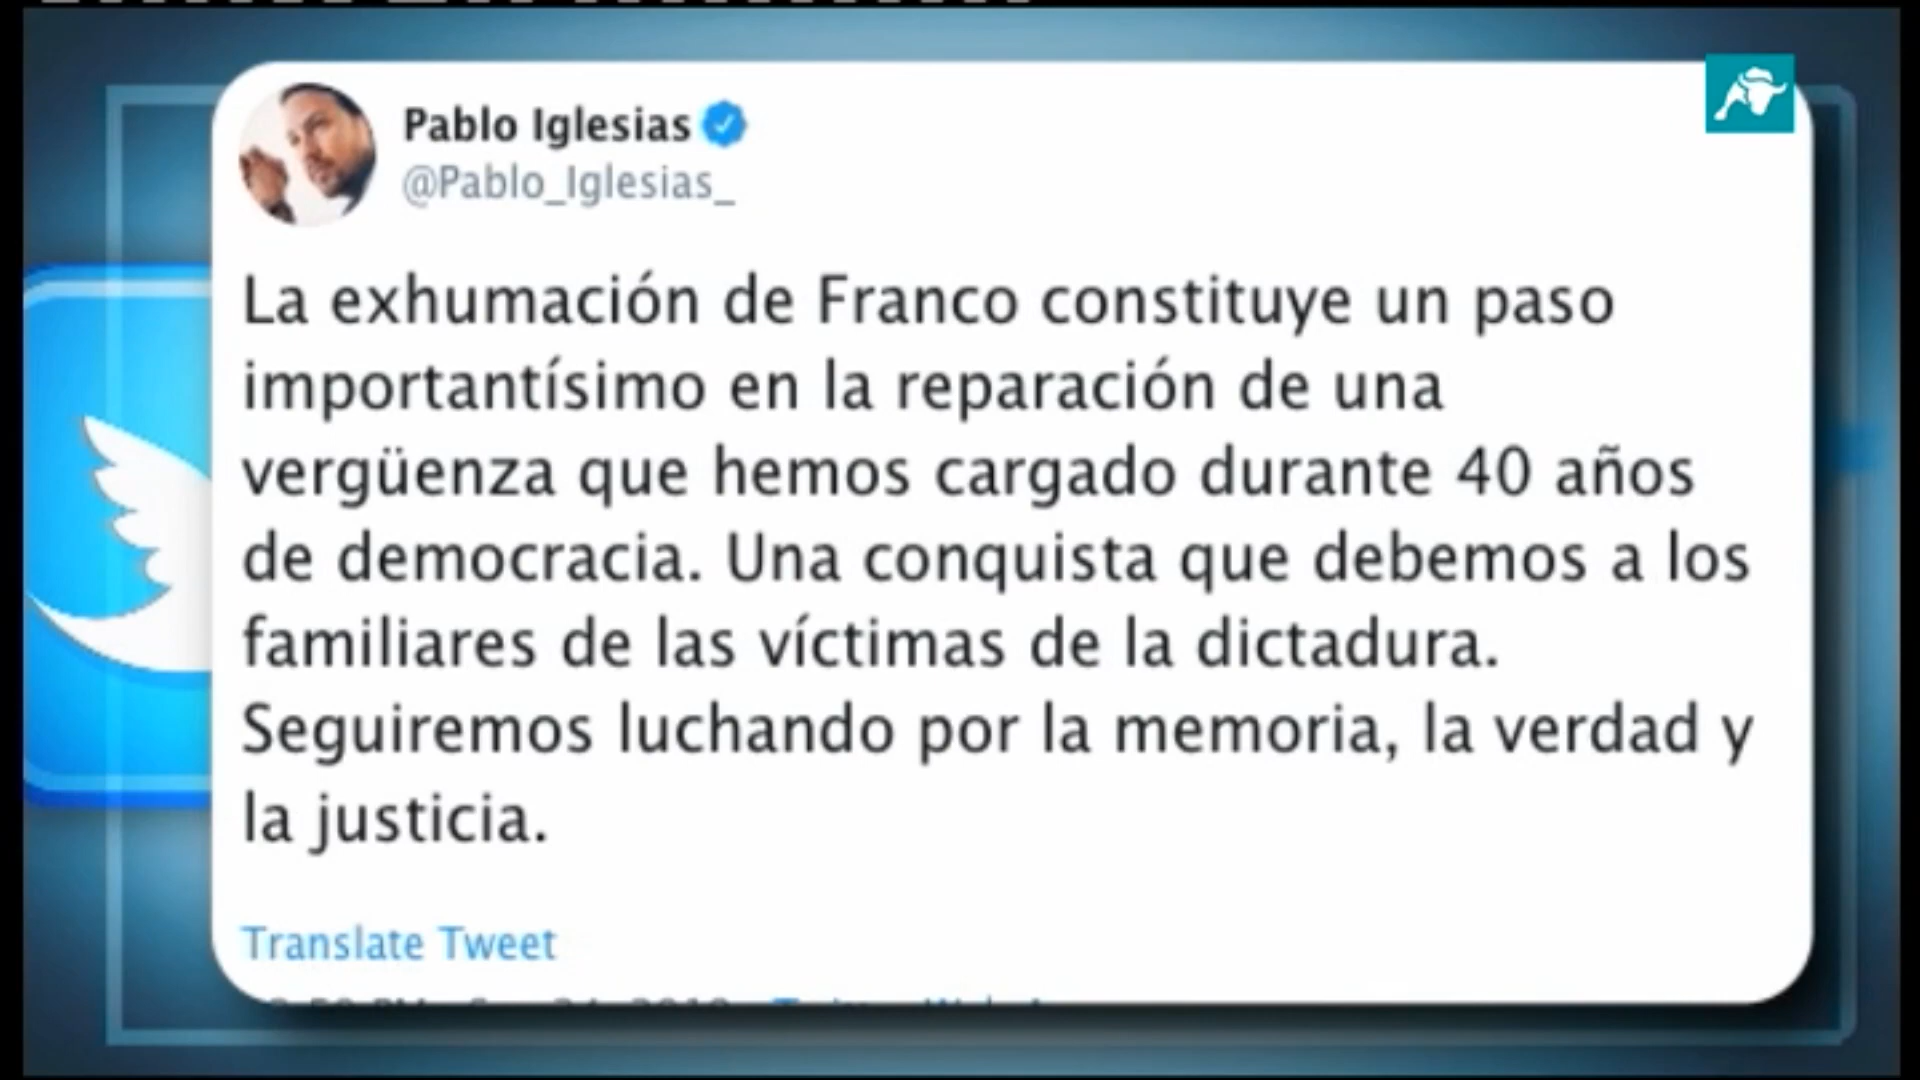 Pablo Iglesias
@Pablo_Iglesias_
La exhumación de Franco constituye un paso
importantísimo en la reparación de una
vergüenza que hemos cargado durante 40 años
de democracia. Una conquista que debemos a los
familiares de las víctimas de la dictadura.
Seguiremos luchando por la memoria, la verdad y
la justicia.
Translate Tweet